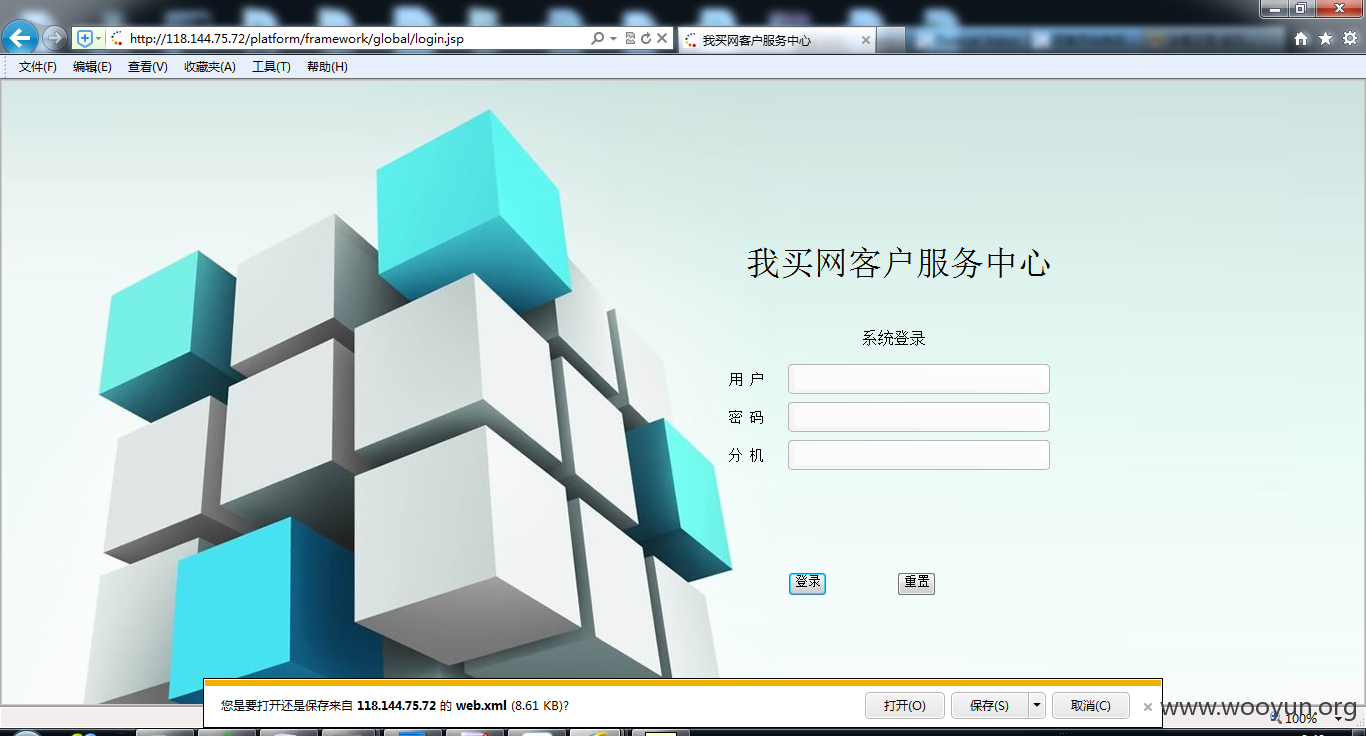 http://118.144.75.72/platform/framework/global/login.jsp
我买网客户服务中心
文件(F) 编辑(E) 查看(V) 收藏夹(A) 工具(T) 帮助(H)
我买网客户服务中心
系统登录
用 户
密 码
分 机
登录 重置
您是要打开还是保存来自 118.144.75.72 的 web.xml (8.61 KB)?
打开(O) 保存(S) 取消(C)
www.wooyun.org
100%